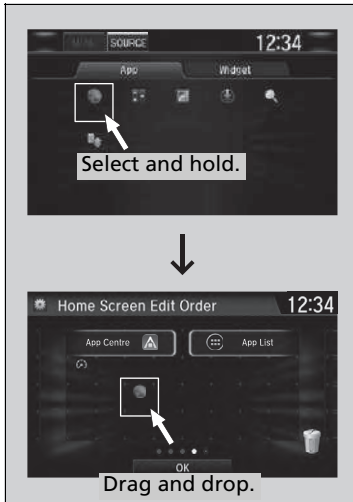 MENU SOURCE 12:34
App Widget
Select and hold.
Home Screen Edit Order 12:34
App Centre App List
OK
Drag and drop.